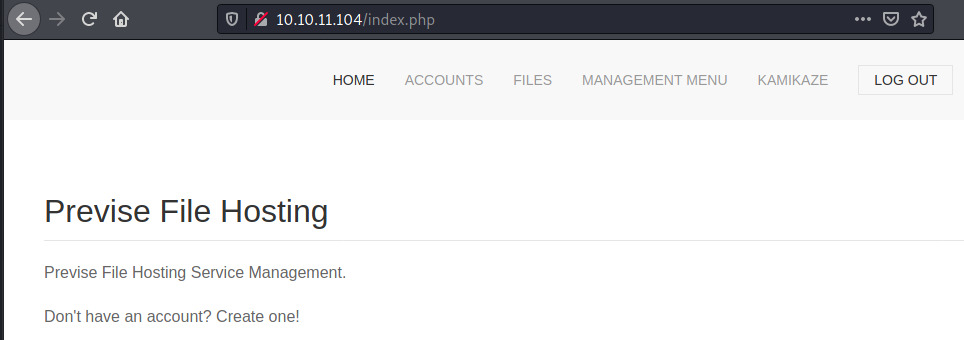 10.10.11.104/index.php
HOME ACCOUNTS FILES MANAGEMENT MENU KAMIKAZE LOG OUT
Previse File Hosting
Previse File Hosting Service Management.
Don't have an account? Create one!